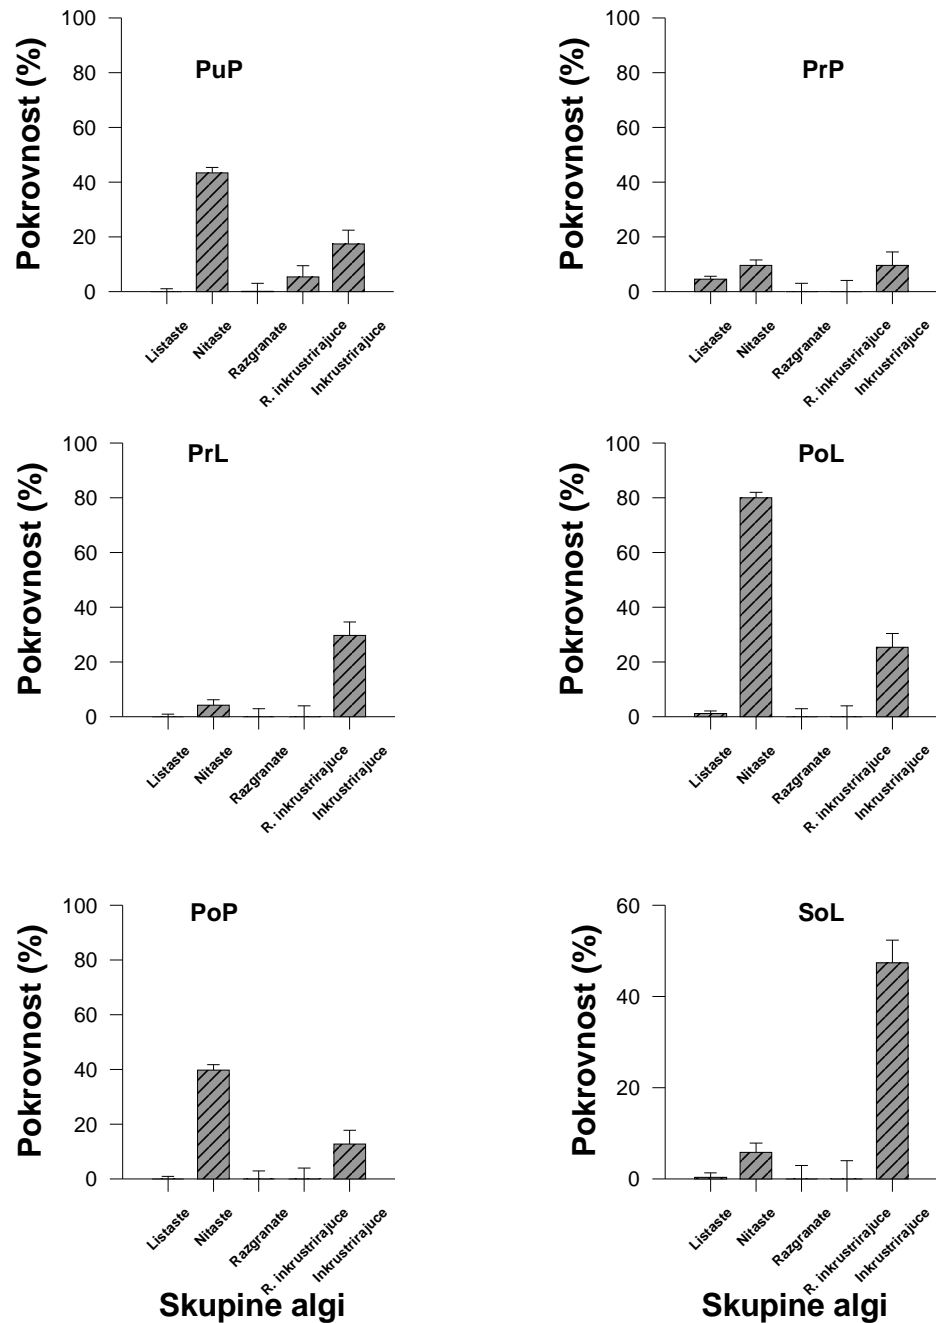 PuP
Pokrovnost (%)
100
80
60
40
20
0
Listaste
Nitaste
Razgranate
R. inkrustrirajuce
Inkrustrirajuce
PrP
Pokrovnost (%)
100
80
60
40
20
0
Listaste
Nitaste
Razgranate
R. inkrustrirajuce
Inkrustrirajuce
PrL
Pokrovnost (%)
100
80
60
40
20
0
Listaste
Nitaste
Razgranate
R. inkrustrirajuce
Inkrustrirajuce
PoL
Pokrovnost (%)
100
80
60
40
20
0
Listaste
Nitaste
Razgranate
R. inkrustrirajuce
Inkrustrirajuce
PoP
Pokrovnost (%)
100
80
60
40
20
0
Listaste
Nitaste
Razgranate
R. inkrustrirajuce
Inkrustrirajuce
Skupine algi
SoL
Pokrovnost (%)
60
40
20
0
Listaste
Nitaste
Razgranate
R. inkrustrirajuce
Inkrustrirajuce
Skupine algi